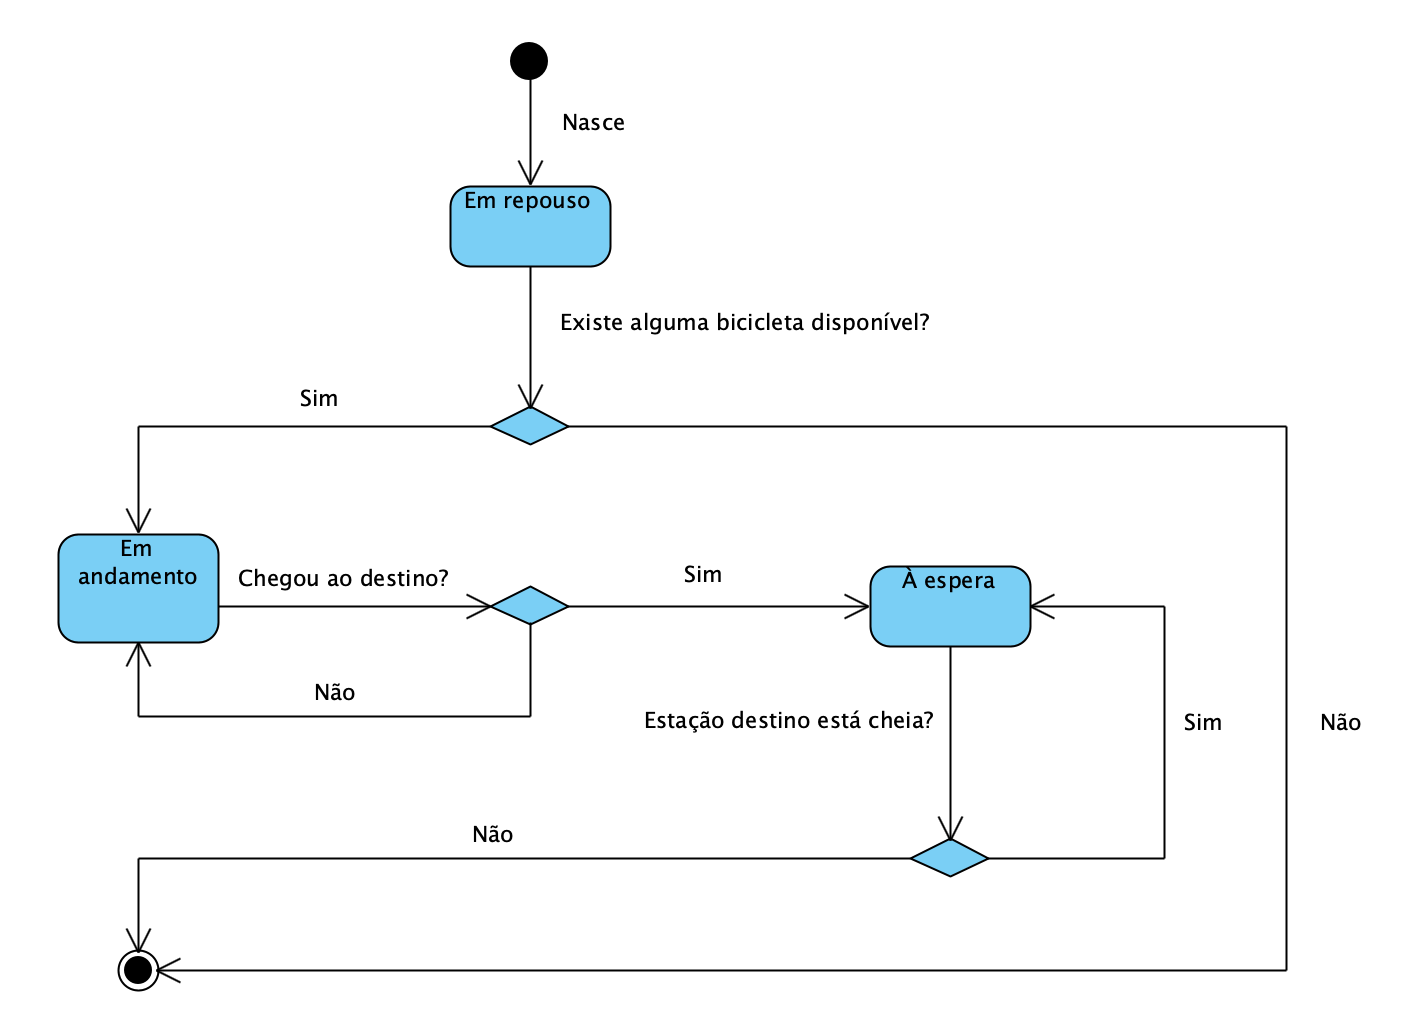 Nasce
Em repouso
Existe alguma bicicleta disponível?
Sim
Em
andamento
Chegou ao destino?
Sim
À espera
Não
Estação destino está cheia?
Sim
Não
Não